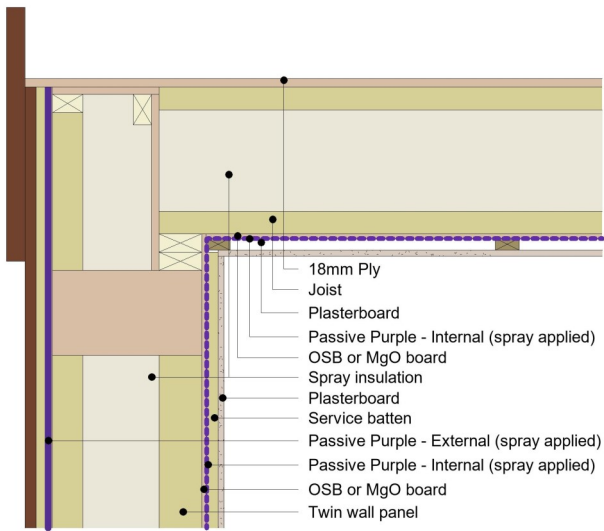 18mm Ply
Joist
Plasterboard
Passive Purple - Internal (spray applied)
OSB or MgO board
Spray insulation
Plasterboard
Service batten
Passive Purple - External (spray applied)
Passive Purple - Internal (spray applied)
OSB or MgO board
Twin wall panel